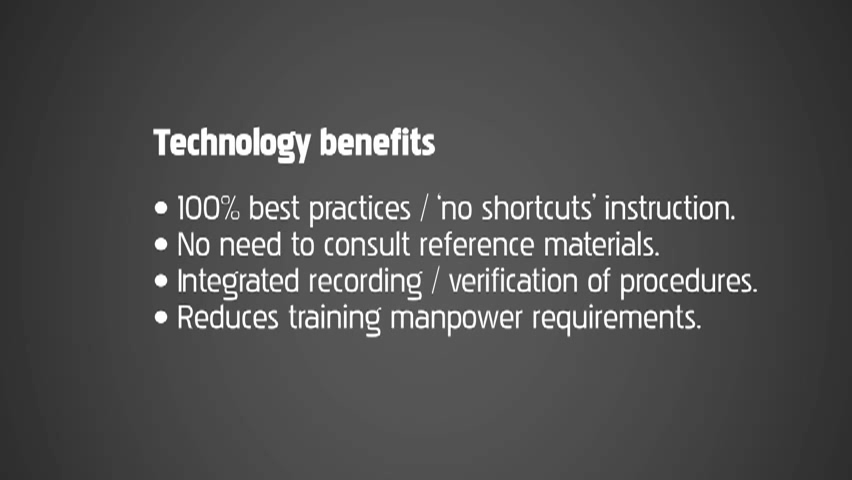 Technology benefits
• 100% best practices / ‘no shortcuts’ instruction.
• No need to consult reference materials.
• Integrated recording / verification of procedures.
• Reduces training manpower requirements.